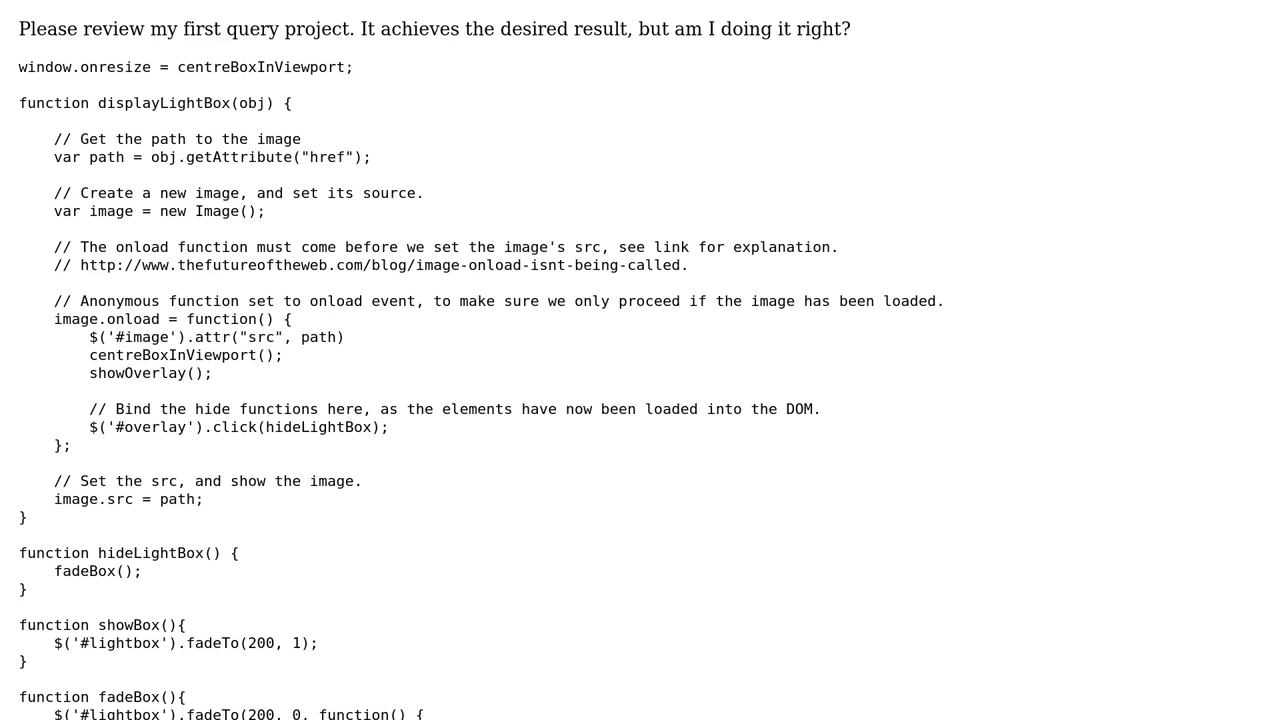 Please review my first query project. It achieves the desired result, but am I doing it right?
window.onresize = centreBoxInViewport;
function displayLightBox(obj) {
    // Get the path to the image
    var path = obj.getAttribute("href");
    // Create a new image, and set its source.
    var image = new Image();
    // The onload function must come before we set the image's src, see link for explanation.
    // http://www.thefutureoftheweb.com/blog/image-onload-isnt-being-called.
    // Anonymous function set to onload event, to make sure we only proceed if the image has been loaded.
    image.onload = function() {
        $('#image').attr("src", path)
        centreBoxInViewport();
        showOverlay();
        // Bind the hide functions here, as the elements have now been loaded into the DOM.
        $('#overlay').click(hideLightBox);
    };
    // Set the src, and show the image.
    image.src = path;
}
function hideLightBox() {
    fadeBox();
}
function showBox(){
    $('#lightbox').fadeTo(200, 1);
}
function fadeBox(){
    $('#lightbox').fadeTo(200, 0, function() {